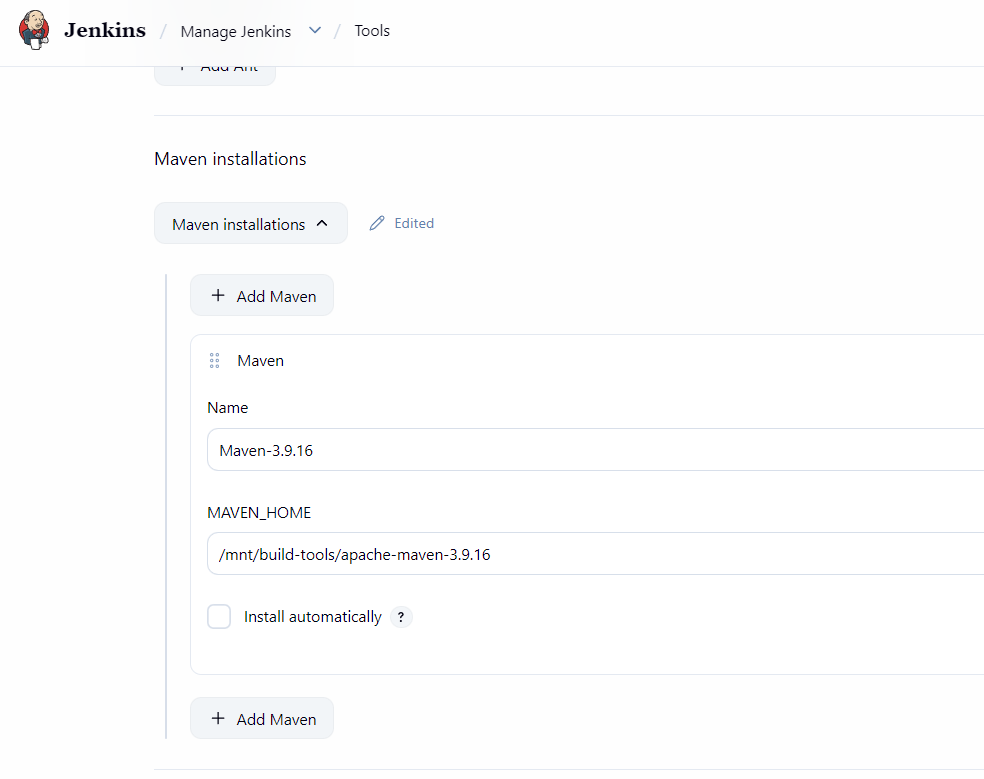 Jenkins / Manage Jenkins / Tools
+ Add Ant
Maven installations
Maven installations Edited
+ Add Maven
Maven
Name
Maven-3.9.16
MAVEN_HOME
/mnt/build-tools/apache-maven-3.9.16
Install automatically ?
+ Add Maven